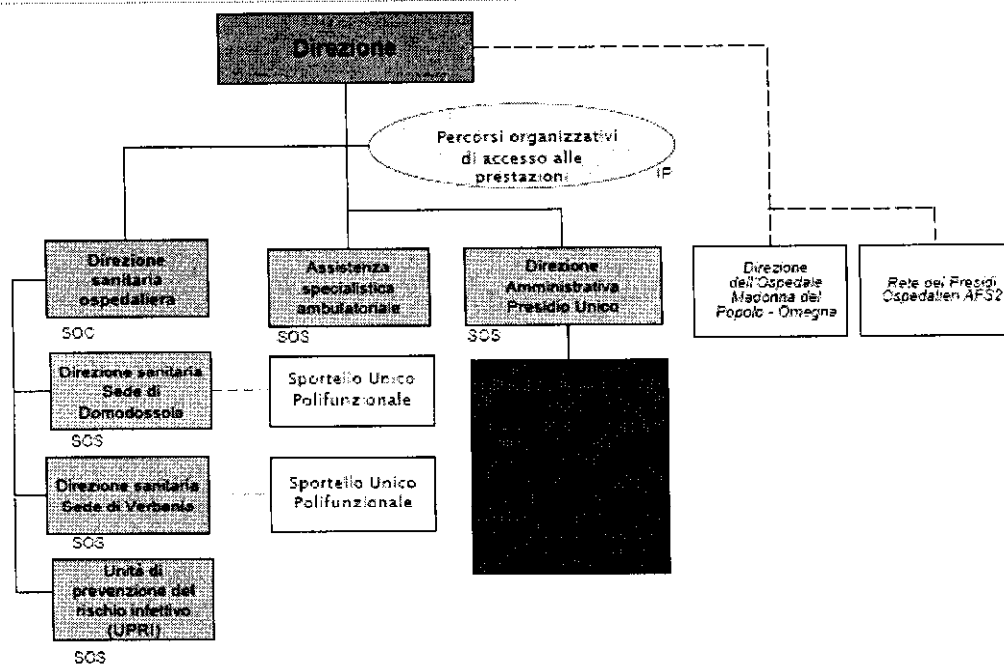 Direzione
Percorsi organizzativi
di accesso alle
prestazioni
IP
Direzione
sanitaria
ospedaliera
SOC
Assistenza
specialistica
ambulatoriale
SOS
Direzione
Amministrativa
Presidio Unico
SOS
Direzione
dell'Ospedale
Madonna del
Popolo - Omegna
Rete dei Presidi
Ospedalieri AFS2
Direzione sanitaria
Sede di
Domodossola
SOS
Sportello Unico
Polifunzionale
Direzione sanitaria
Sede di Verbania
SOS
Sportello Unico
Polifunzionale
Unità di
prevenzione del
rischio infettivo
(UPRI)
SOS